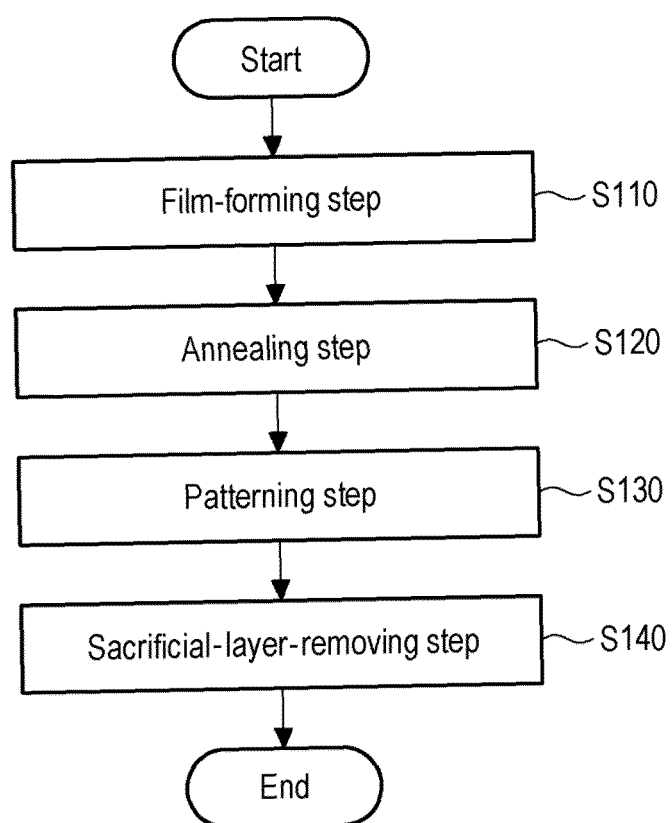 Start
Film-forming step
S110
Annealing step
S120
Patterning step
S130
Sacrificial-layer-removing step
S140
End